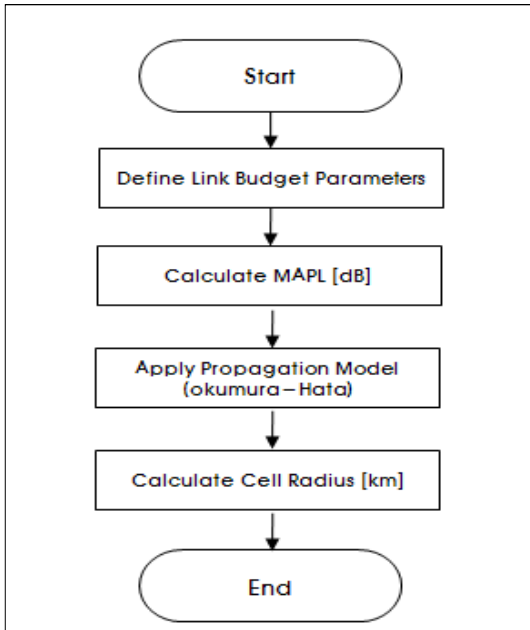 Start
Define Link Budget Parameters
Calculate MAPL [dB]
Apply Propagation Model
(okumura – Hata)
Calculate Cell Radius [km]
End